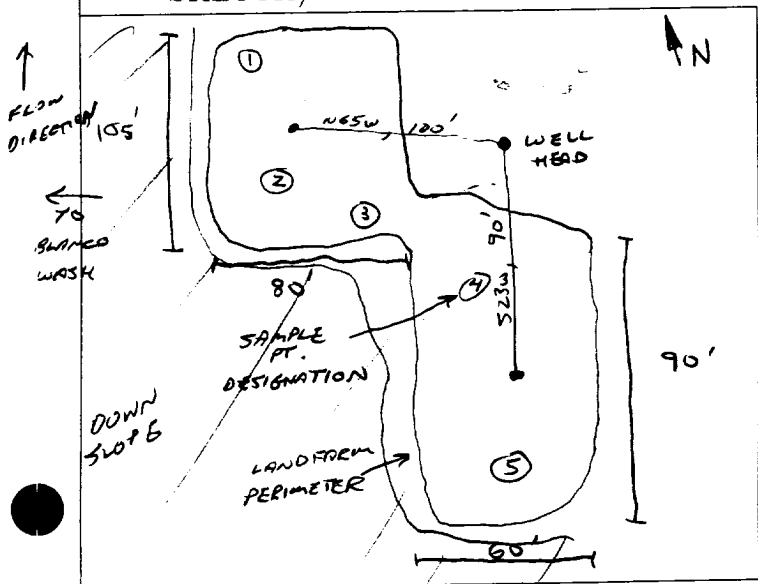 N
①
FLOW
DIRECTION
105'
N65W, 100'
WELL
HEAD
②
TO
BLANCO
WASH
③
90'
S23W
80'
④
SAMPLE
PT.
DESIGNATION
90'
DOWN
SLOPE
LANDFARM
PERIMETER
⑤
60'